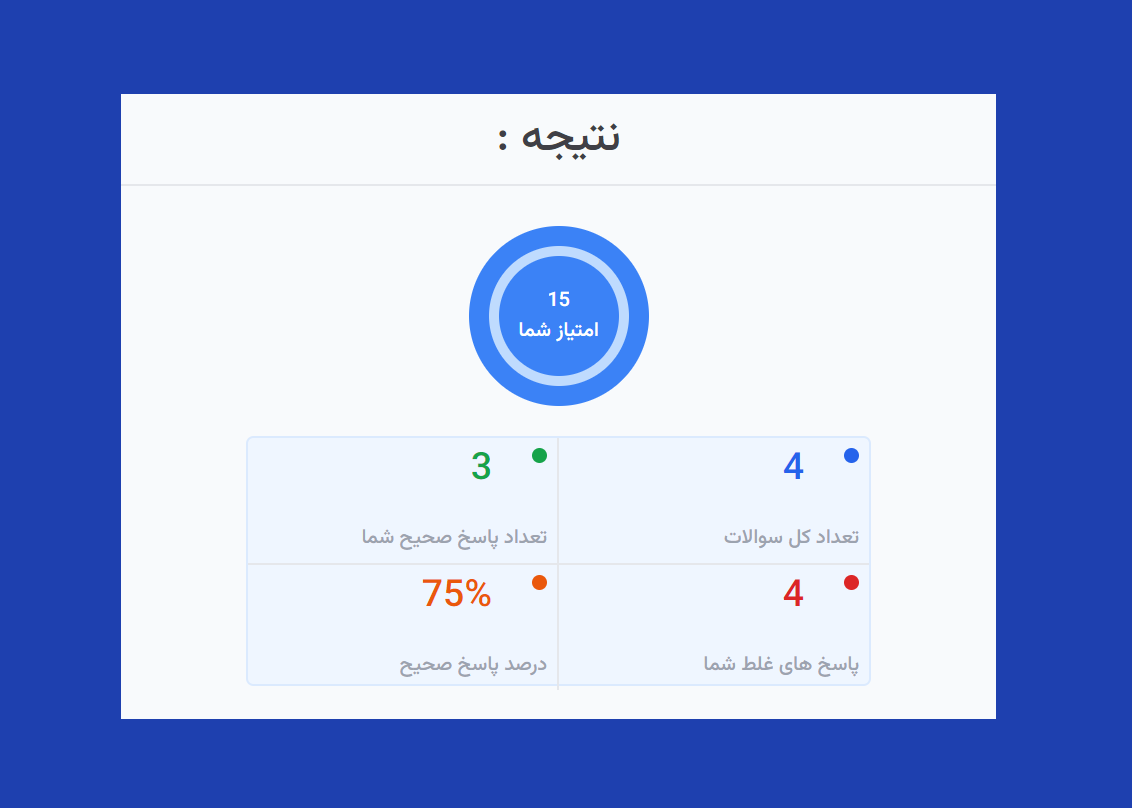 نتیجه :
15
امتیاز شما
4
تعداد کل سوالات
3
تعداد پاسخ صحیح شما
4
پاسخ های غلط شما
75%
درصد پاسخ صحیح